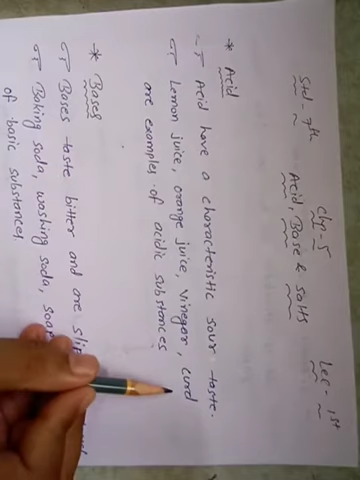 Std - 7th Ch - 5 Lec - 1st
Acid, Base & Salts
* Acid
→ Acid have a characteristic sour taste.
→ Lemon juice, orange juice, vinegar, curd
are examples of acidic substances
* Bases
→ Bases taste bitter and are
→ Baking soda, washing soda,
of basic substances